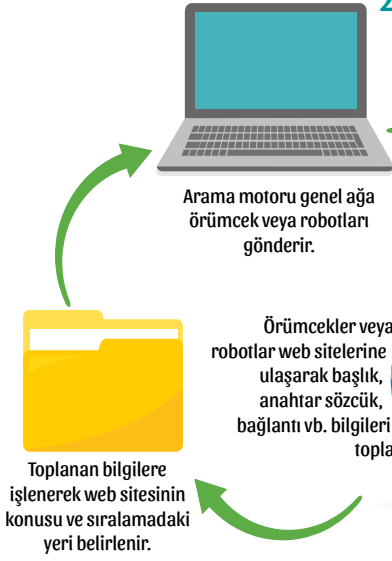 Arama motoru genel ağa
örümcek veya robotları
gönderir.
Örümcekler veya
robotlar web sitelerine
ulaşarak başlık,
anahtar sözcük,
bağlantı vb. bilgileri
Toplanan bilgilere
işlenerek web sitesinin
konusu ve sıralamadaki
yeri belirlenir.